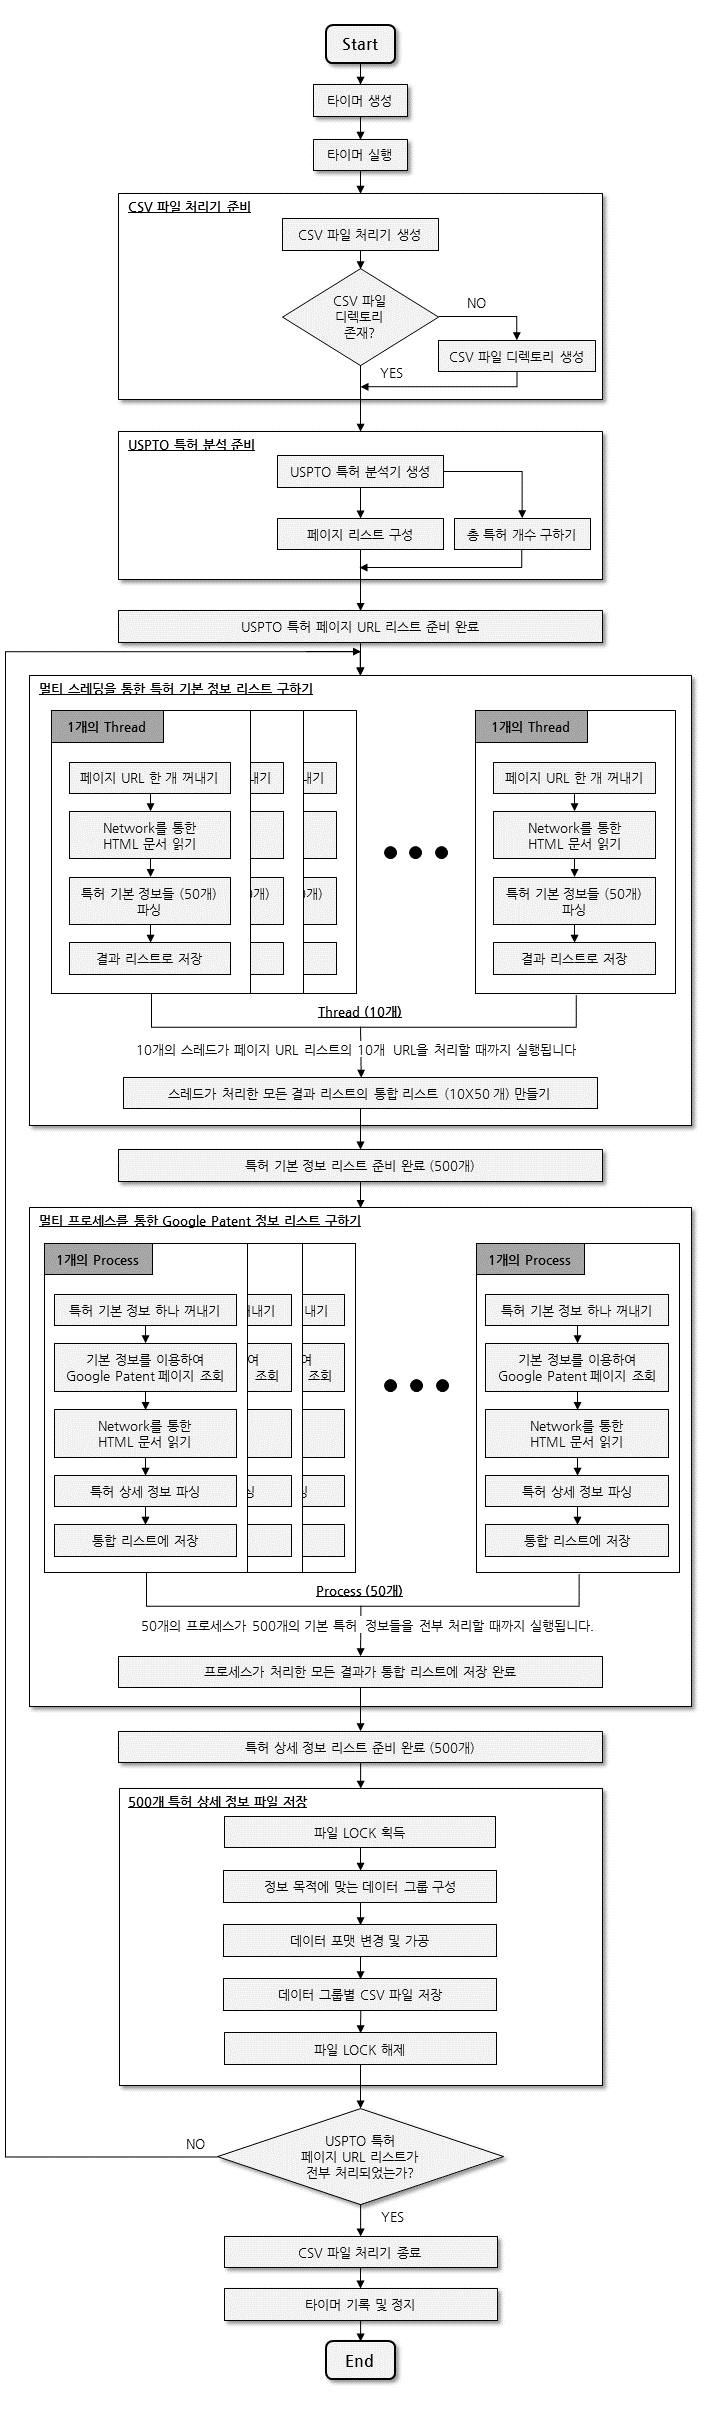 Start
타이머 생성
타이머 실행
CSV 파일 처리기 준비
CSV 파일 처리기 생성
CSV 파일
디렉토리
존재?
NO
CSV 파일 디렉토리 생성
YES
USPTO 특허 분석 준비
USPTO 특허 분석기 생성
페이지 리스트 구성
총 특허 개수 구하기
USPTO 특허 페이지 URL 리스트 준비 완료
멀티 스레딩을 통한 특허 기본 정보 리스트 구하기
1개의 Thread
페이지 URL 한 개 꺼내기
Network를 통한
HTML 문서 읽기
특허 기본 정보들 (50개)
파싱
결과 리스트로 저장
내기
개)
내기
개)
1개의 Thread
페이지 URL 한 개 꺼내기
Network를 통한
HTML 문서 읽기
특허 기본 정보들 (50개)
파싱
결과 리스트로 저장
Thread (10개)
10개의 스레드가 페이지 URL 리스트의 10개 URL을 처리할 때까지 실행됩니다
스레드가 처리한 모든 결과 리스트의 통합 리스트 (10X50 개) 만들기
특허 기본 정보 리스트 준비 완료 (500개)
멀티 프로세스를 통한 Google Patent 정보 리스트 구하기
1개의 Process
특허 기본 정보 하나 꺼내기
기본 정보를 이용하여
Google Patent 페이지 조회
Network를 통한
HTML 문서 읽기
특허 상세 정보 파싱
통합 리스트에 저장
내기
여
조회
싱
내기
여
조회
싱
1개의 Process
특허 기본 정보 하나 꺼내기
기본 정보를 이용하여
Google Patent 페이지 조회
Network를 통한
HTML 문서 읽기
특허 상세 정보 파싱
통합 리스트에 저장
Process (50개)
50개의 프로세스가 500개의 기본 특허 정보들을 전부 처리할 때까지 실행됩니다.
프로세스가 처리한 모든 결과가 통합 리스트에 저장 완료
특허 상세 정보 리스트 준비 완료 (500개)
500개 특허 상세 정보 파일 저장
파일 LOCK 획득
정보 목적에 맞는 데이터 그룹 구성
데이터 포맷 변경 및 가공
데이터 그룹별 CSV 파일 저장
파일 LOCK 해제
NO
USPTO 특허
페이지 URL 리스트가
전부 처리되었는가?
YES
CSV 파일 처리기 종료
타이머 기록 및 정지
End